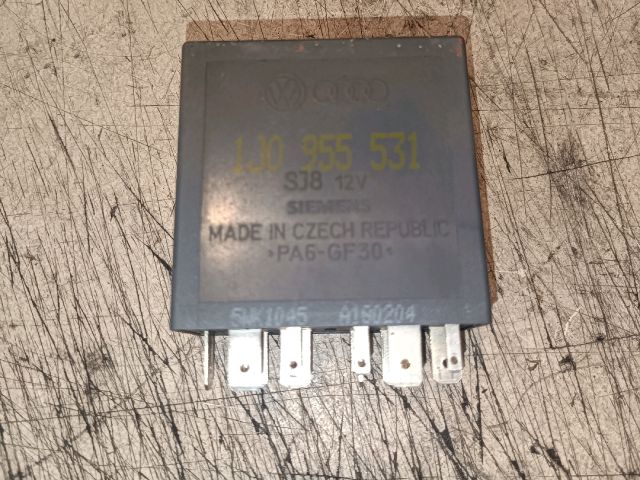 1J0 955 531
SJ8 12V
SIEMENS
MADE IN CZECH REPUBLIC
>PA6-GF30<
5WK1045 A150204